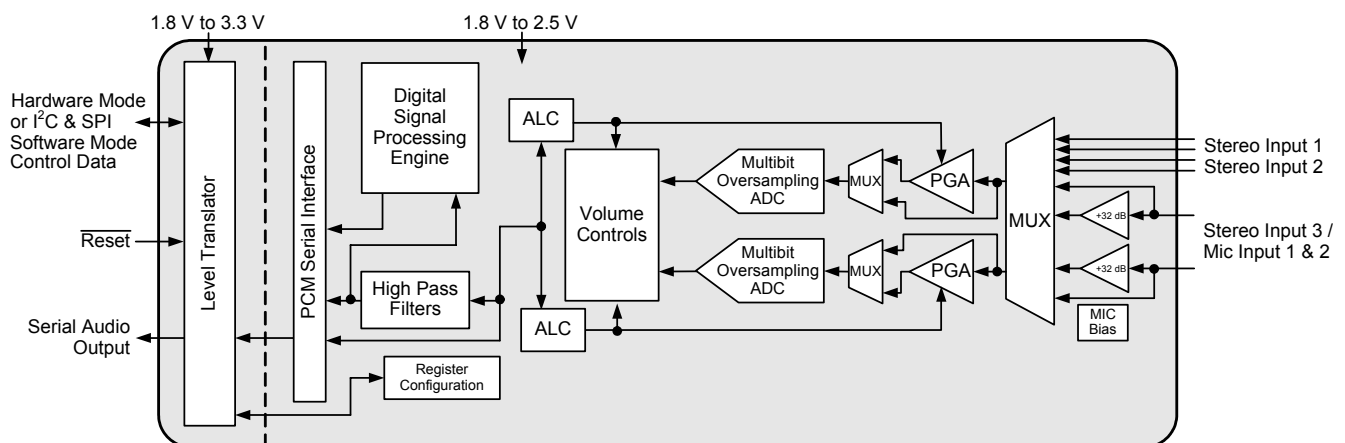 1.8 V to 3.3 V
1.8 V to 2.5 V
Hardware Mode
or I²C & SPI
Software Mode
Control Data
Reset
Serial Audio
Output
Level Translator
PCM Serial Interface
Digital
Signal
Processing
Engine
High Pass
Filters
Register
Configuration
ALC
ALC
Volume
Controls
Multibit
Oversampling
ADC
Multibit
Oversampling
ADC
MUX
MUX
PGA
PGA
MUX
+32 dB
+32 dB
MIC
Bias
Stereo Input 1
Stereo Input 2
Stereo Input 3 /
Mic Input 1 & 2